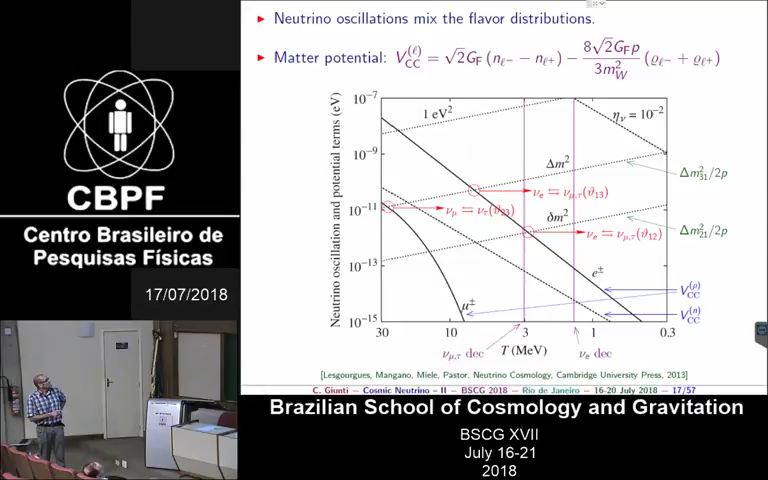 ▶ Neutrino oscillations mix the flavor distributions.
▶ Matter potential: V_CC^(ℓ) = √2 G_F (n_ℓ− − n_ℓ+) − 8√2 G_F p / 3m_W^2 (ϱ_ℓ− + ϱ_ℓ+)
Neutrino oscillation and potential terms (eV)
10^-7
10^-9
10^-11
10^-13
10^-15
1 eV^2
η_ν = 10^-2
Δm^2
Δm^2_31/2p
ν_e ⇆ ν_μ,τ(ϑ_13)
ν_μ ⇆ ν_τ(ϑ_23)
δm^2
Δm^2_21/2p
ν_e ⇆ ν_μ,τ(ϑ_12)
e^±
μ^±
V_CC^(ρ)
V_CC^(n)
30 10 3 1 0.3
ν_μ,τ dec T (MeV) ν_e dec
[Lesgourgues, Mangano, Miele, Pastor, Neutrino Cosmology, Cambridge University Press, 2013]
C. Giunti − Cosmic Neutrino − II − BSCG 2018 − Rio de Janeiro − 16-20 July 2018 − 17/57
CBPF
Centro Brasileiro de
Pesquisas Físicas
17/07/2018
Brazilian School of Cosmology and Gravitation
BSCG XVII
July 16-21
2018